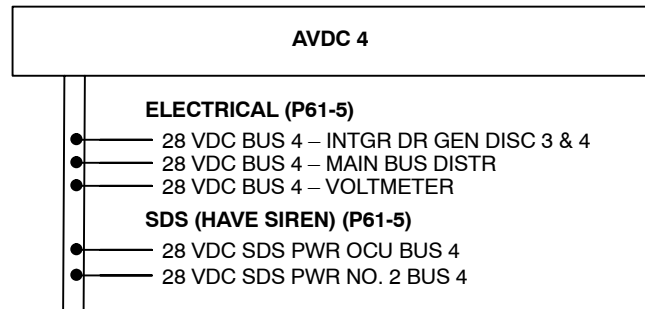 AVDC 4
ELECTRICAL (P61-5)
28 VDC BUS 4 – INTGR DR GEN DISC 3 & 4
28 VDC BUS 4 – MAIN BUS DISTR
28 VDC BUS 4 – VOLTMETER
SDS (HAVE SIREN) (P61-5)
28 VDC SDS PWR OCU BUS 4
28 VDC SDS PWR NO. 2 BUS 4